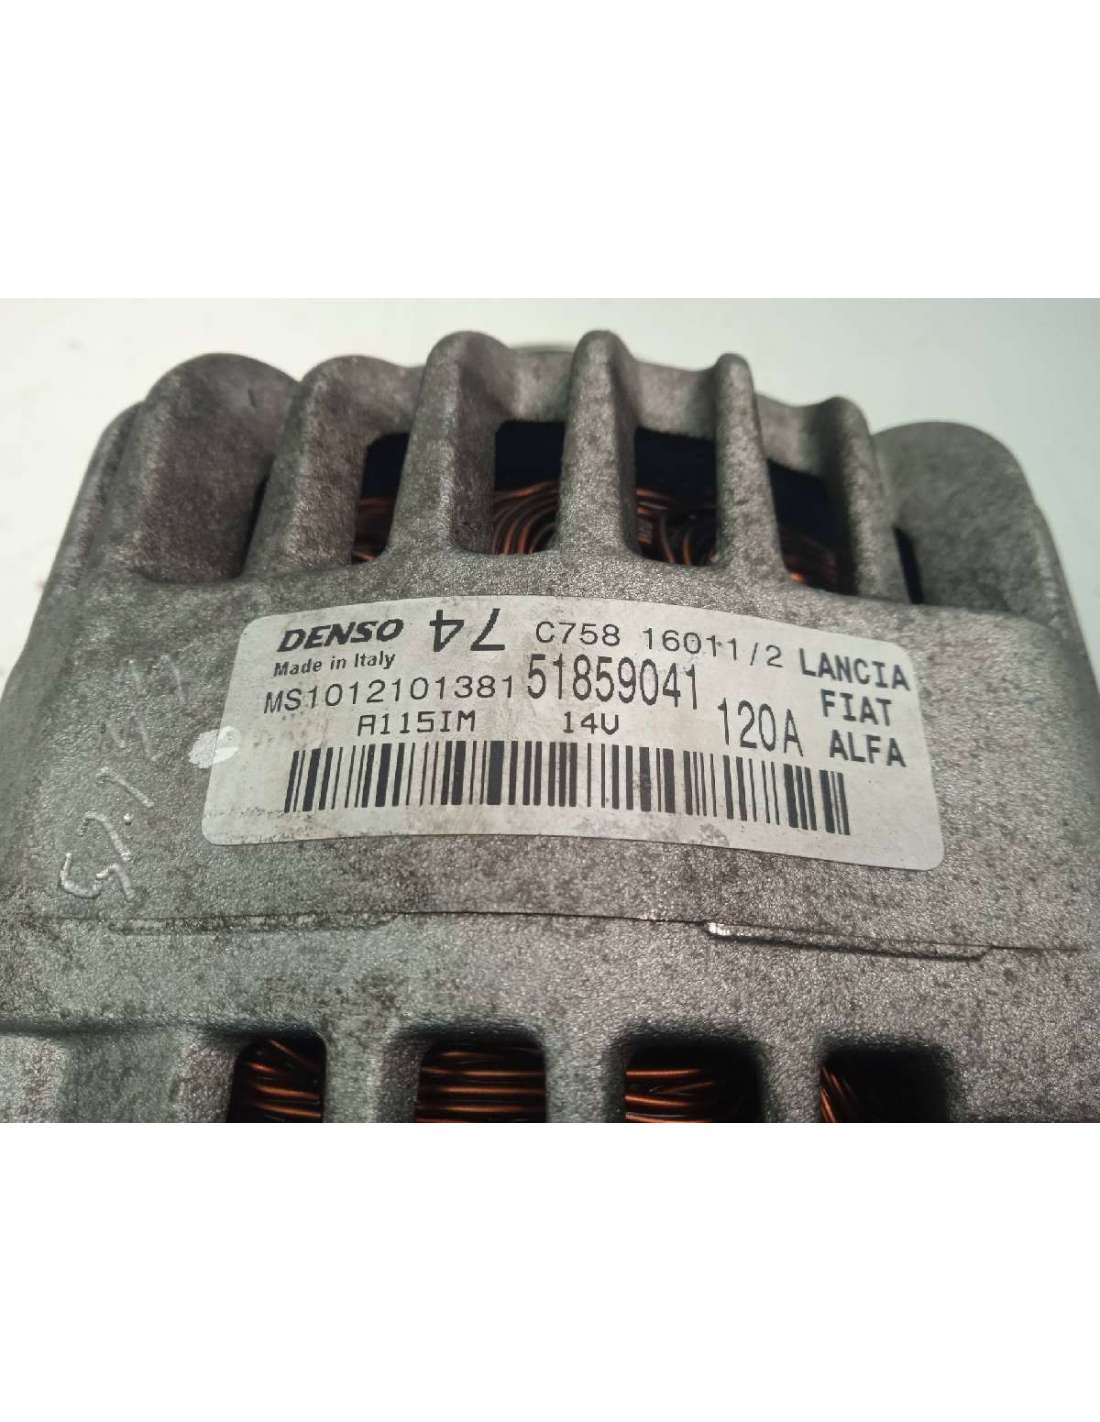 DENSO 74 C758 16011/2 LANCIA
Made in Italy FIAT
MS1012101381 51859041 120A ALFA
A115IM 14V